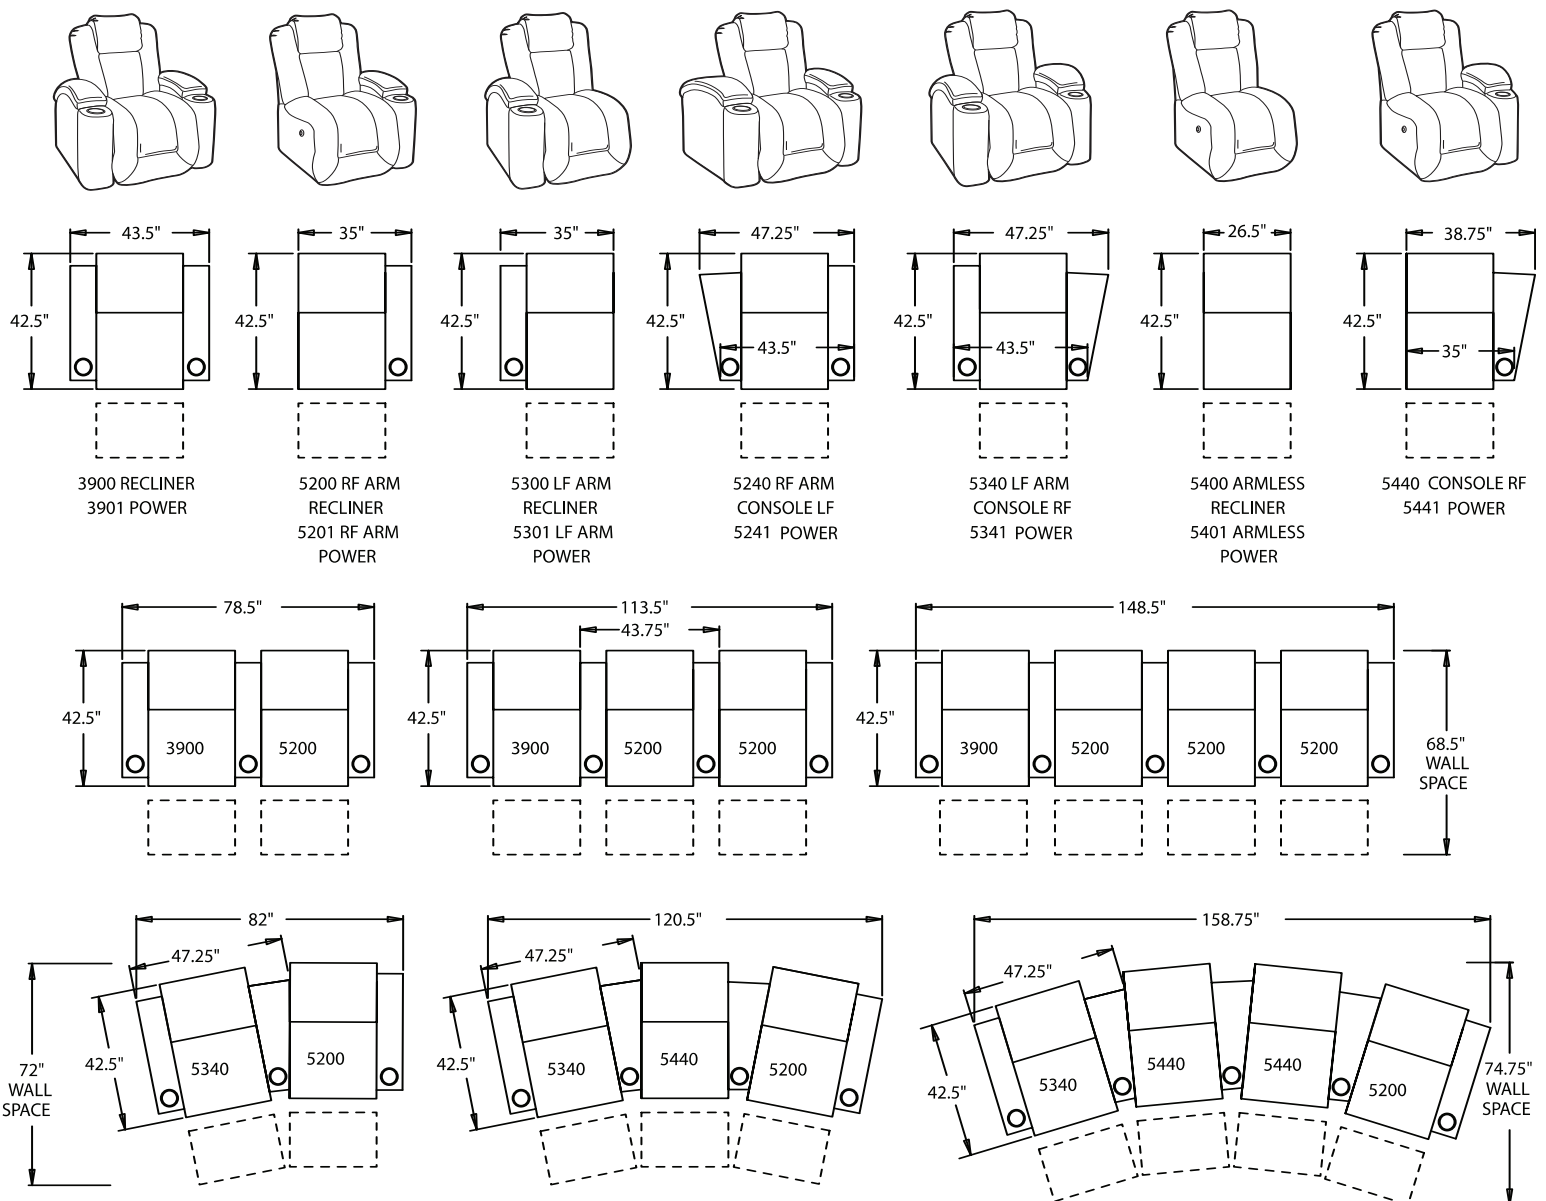 43.5"
35"
35"
47.25"
47.25"
26.5"
38.75"
42.5"
42.5"
42.5"
42.5"
42.5"
42.5"
42.5"
43.5"
43.5"
35"
3900 RECLINER
3901 POWER
5200 RF ARM
RECLINER
5201 RF ARM
POWER
5300 LF ARM
RECLINER
5301 LF ARM
POWER
5240 RF ARM
CONSOLE LF
5241 POWER
5340 LF ARM
CONSOLE RF
5341 POWER
5400 ARMLESS
RECLINER
5401 ARMLESS
POWER
5440 CONSOLE RF
5441 POWER
78.5"
42.5"
3900
5200
113.5"
43.75"
42.5"
3900
5200
5200
148.5"
42.5"
3900
5200
5200
5200
68.5"
WALL
SPACE
82"
47.25"
42.5"
5340
5200
72"
WALL
SPACE
120.5"
47.25"
42.5"
5340
5440
5200
158.75"
47.25"
42.5"
5340
5440
5440
5200
74.75"
WALL
SPACE